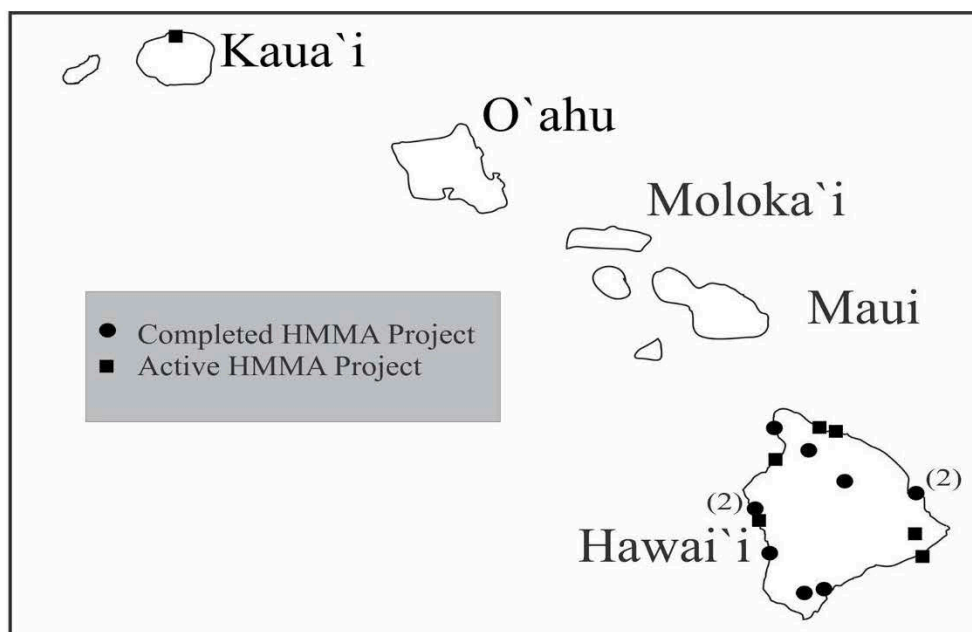 Kaua`i
O`ahu
Moloka`i
Maui
● Completed HMMA Project
■ Active HMMA Project
(2)
(2)
Hawai`i